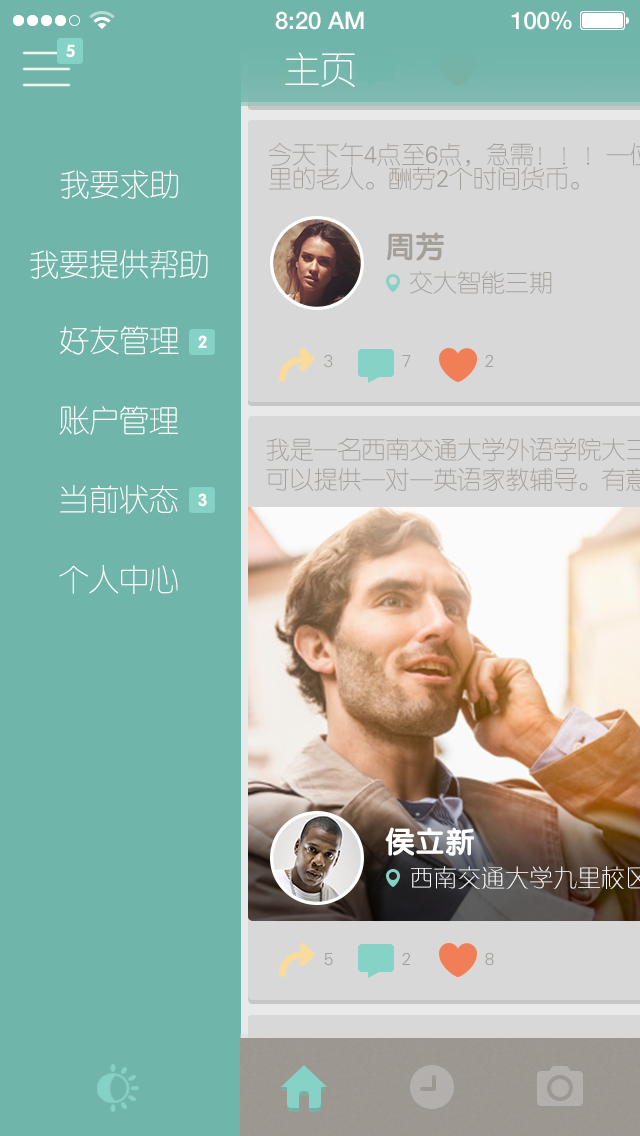 8:20 AM
100%
5
主页
我要求助
我要提供帮助
好友管理 2
账户管理
当前状态 3
个人中心
今天下午4点至6点，急需！！！一位
里的老人。酬劳2个时间货币。
周芳
交大智能三期
3
7
2
我是一名西南交通大学外语学院大三
可以提供一对一英语家教辅导。有意
侯立新
西南交通大学九里校区
5
2
8